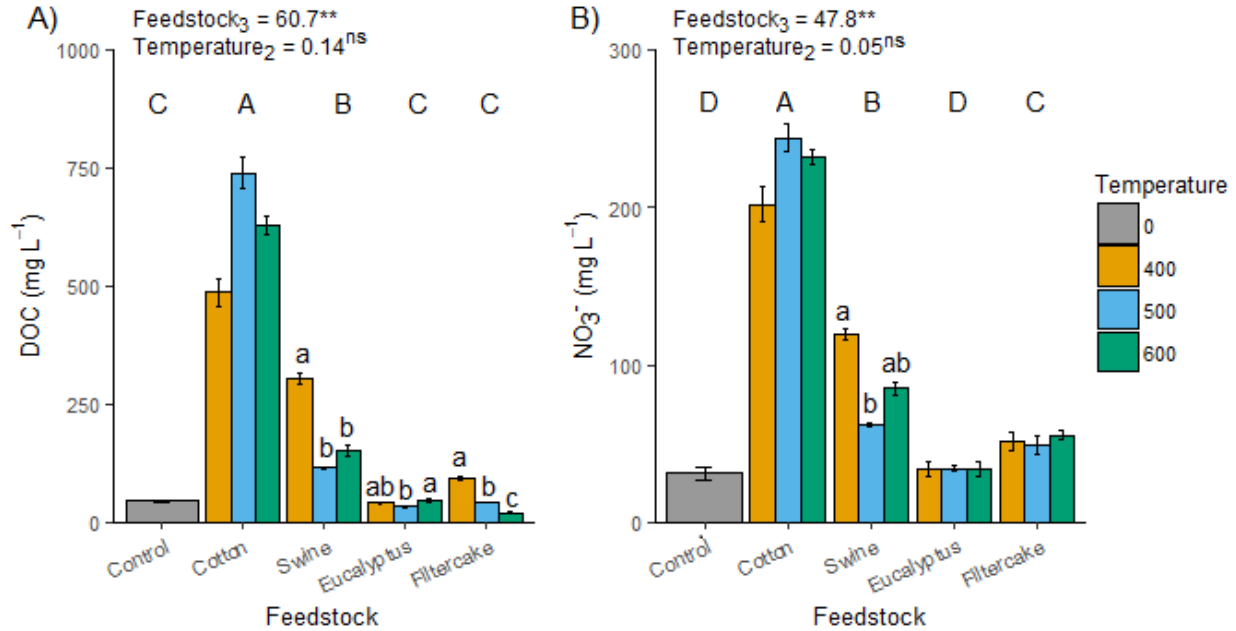 A)
Feedstock₃ = 60.7**
Temperature₂ = 0.14ⁿˢ
1000
750
500
250
0
DOC (mg L⁻¹)
C A B C C
a b b ab b a a b c
Control Cotton Swine Eucalyptus Filtercake
Feedstock
B)
Feedstock₃ = 47.8**
Temperature₂ = 0.05ⁿˢ
300
200
100
0
NO₃⁻ (mg L⁻¹)
D A B D C
a b ab
Control Cotton Swine Eucalyptus Filtercake
Feedstock
Temperature
0
400
500
600